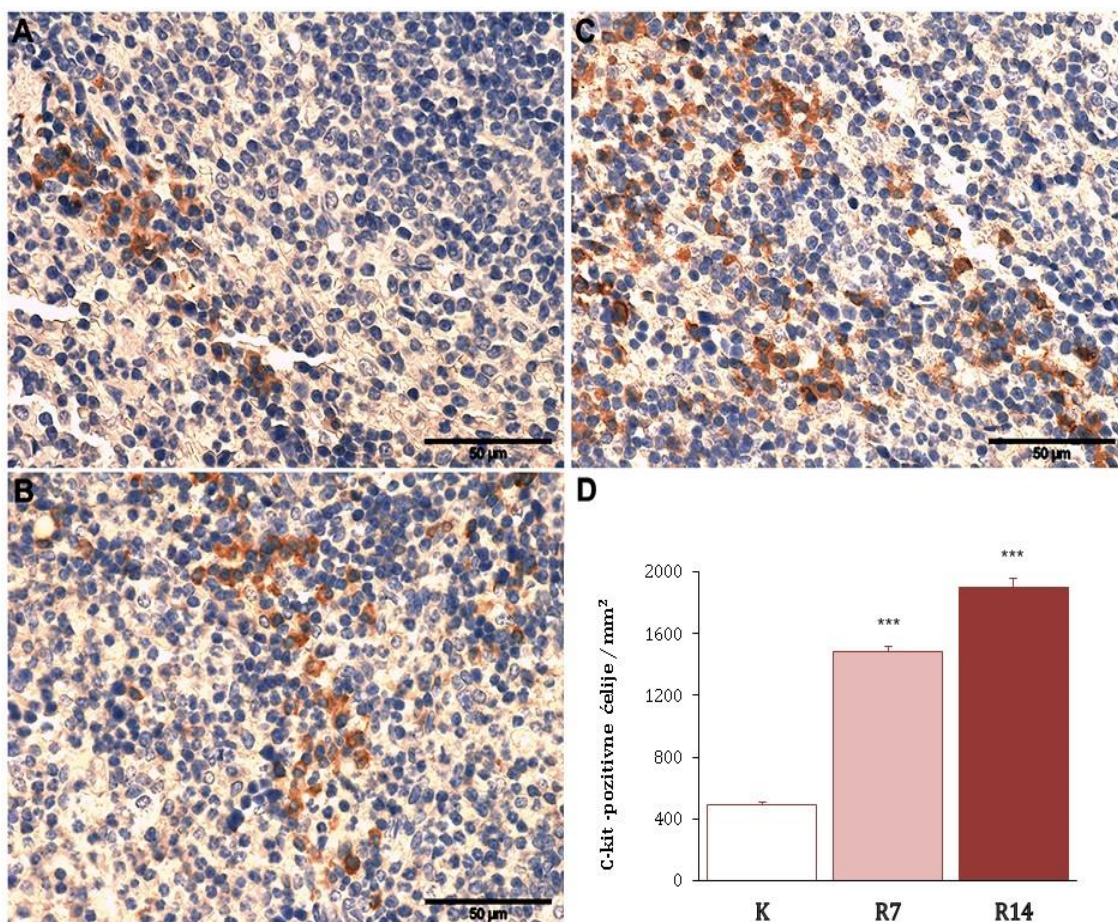 A
50 µm
C
50 µm
B
50 µm
D
C-kit -pozitivne ćelije / mm²
2000
1600
1200
800
400
0
***
***
K R7 R14